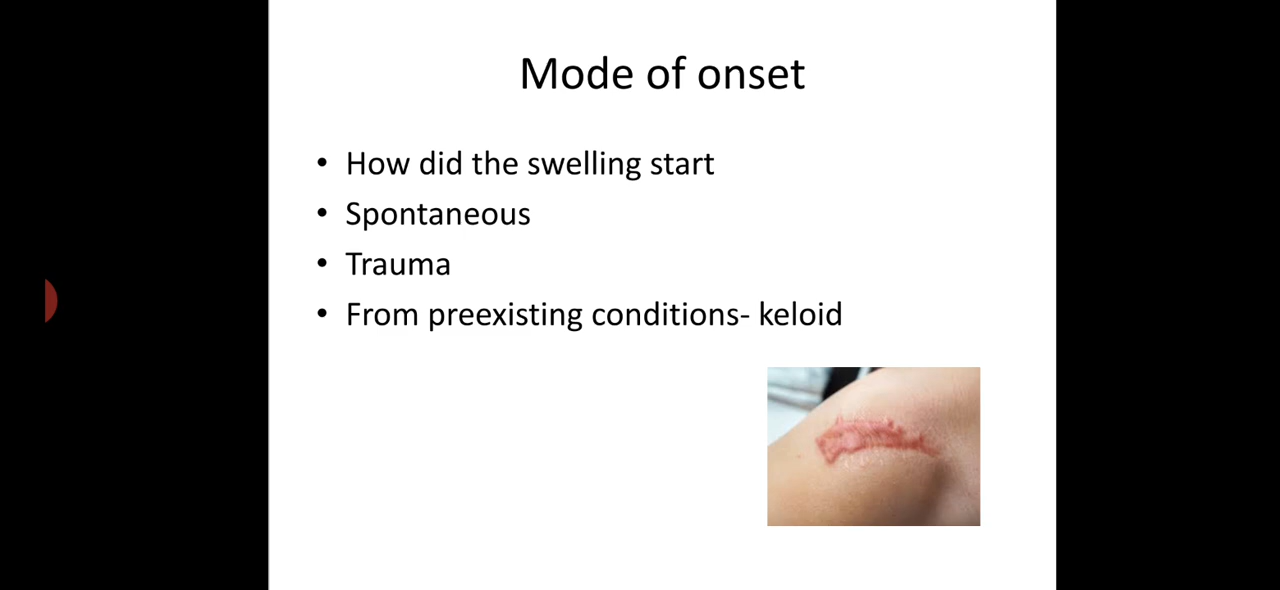 Mode of onset
• How did the swelling start
• Spontaneous
• Trauma
• From preexisting conditions- keloid